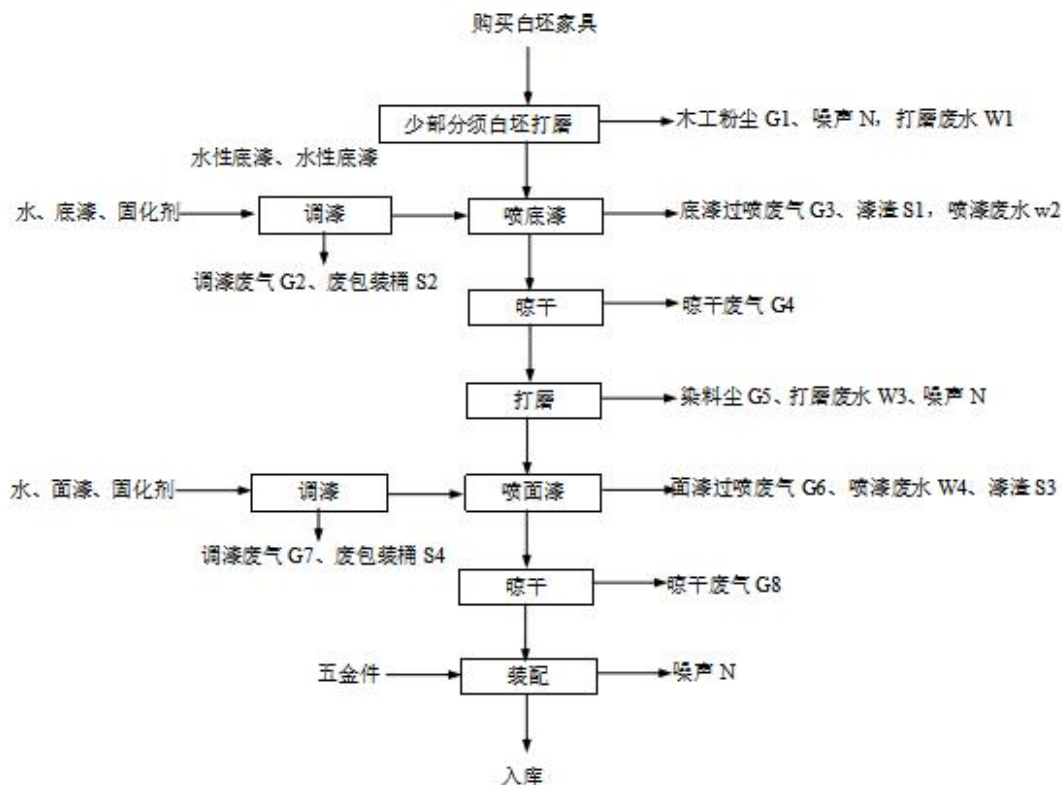 购买白坯家具
少部分须白坯打磨
木工粉尘 G1、噪声 N，打磨废水 W1
水性底漆、水性底漆
水、底漆、固化剂
调漆
喷底漆
底漆过喷废气 G3、漆渣 S1，喷漆废水 w2
调漆废气 G2、废包装桶 S2
晾干
晾干废气 G4
打磨
染料尘 G5、打磨废水 W3、噪声 N
水、面漆、固化剂
调漆
喷面漆
面漆过喷废气 G6、喷漆废水 W4、漆渣 S3
调漆废气 G7、废包装桶 S4
晾干
晾干废气 G8
五金件
装配
噪声 N
入库